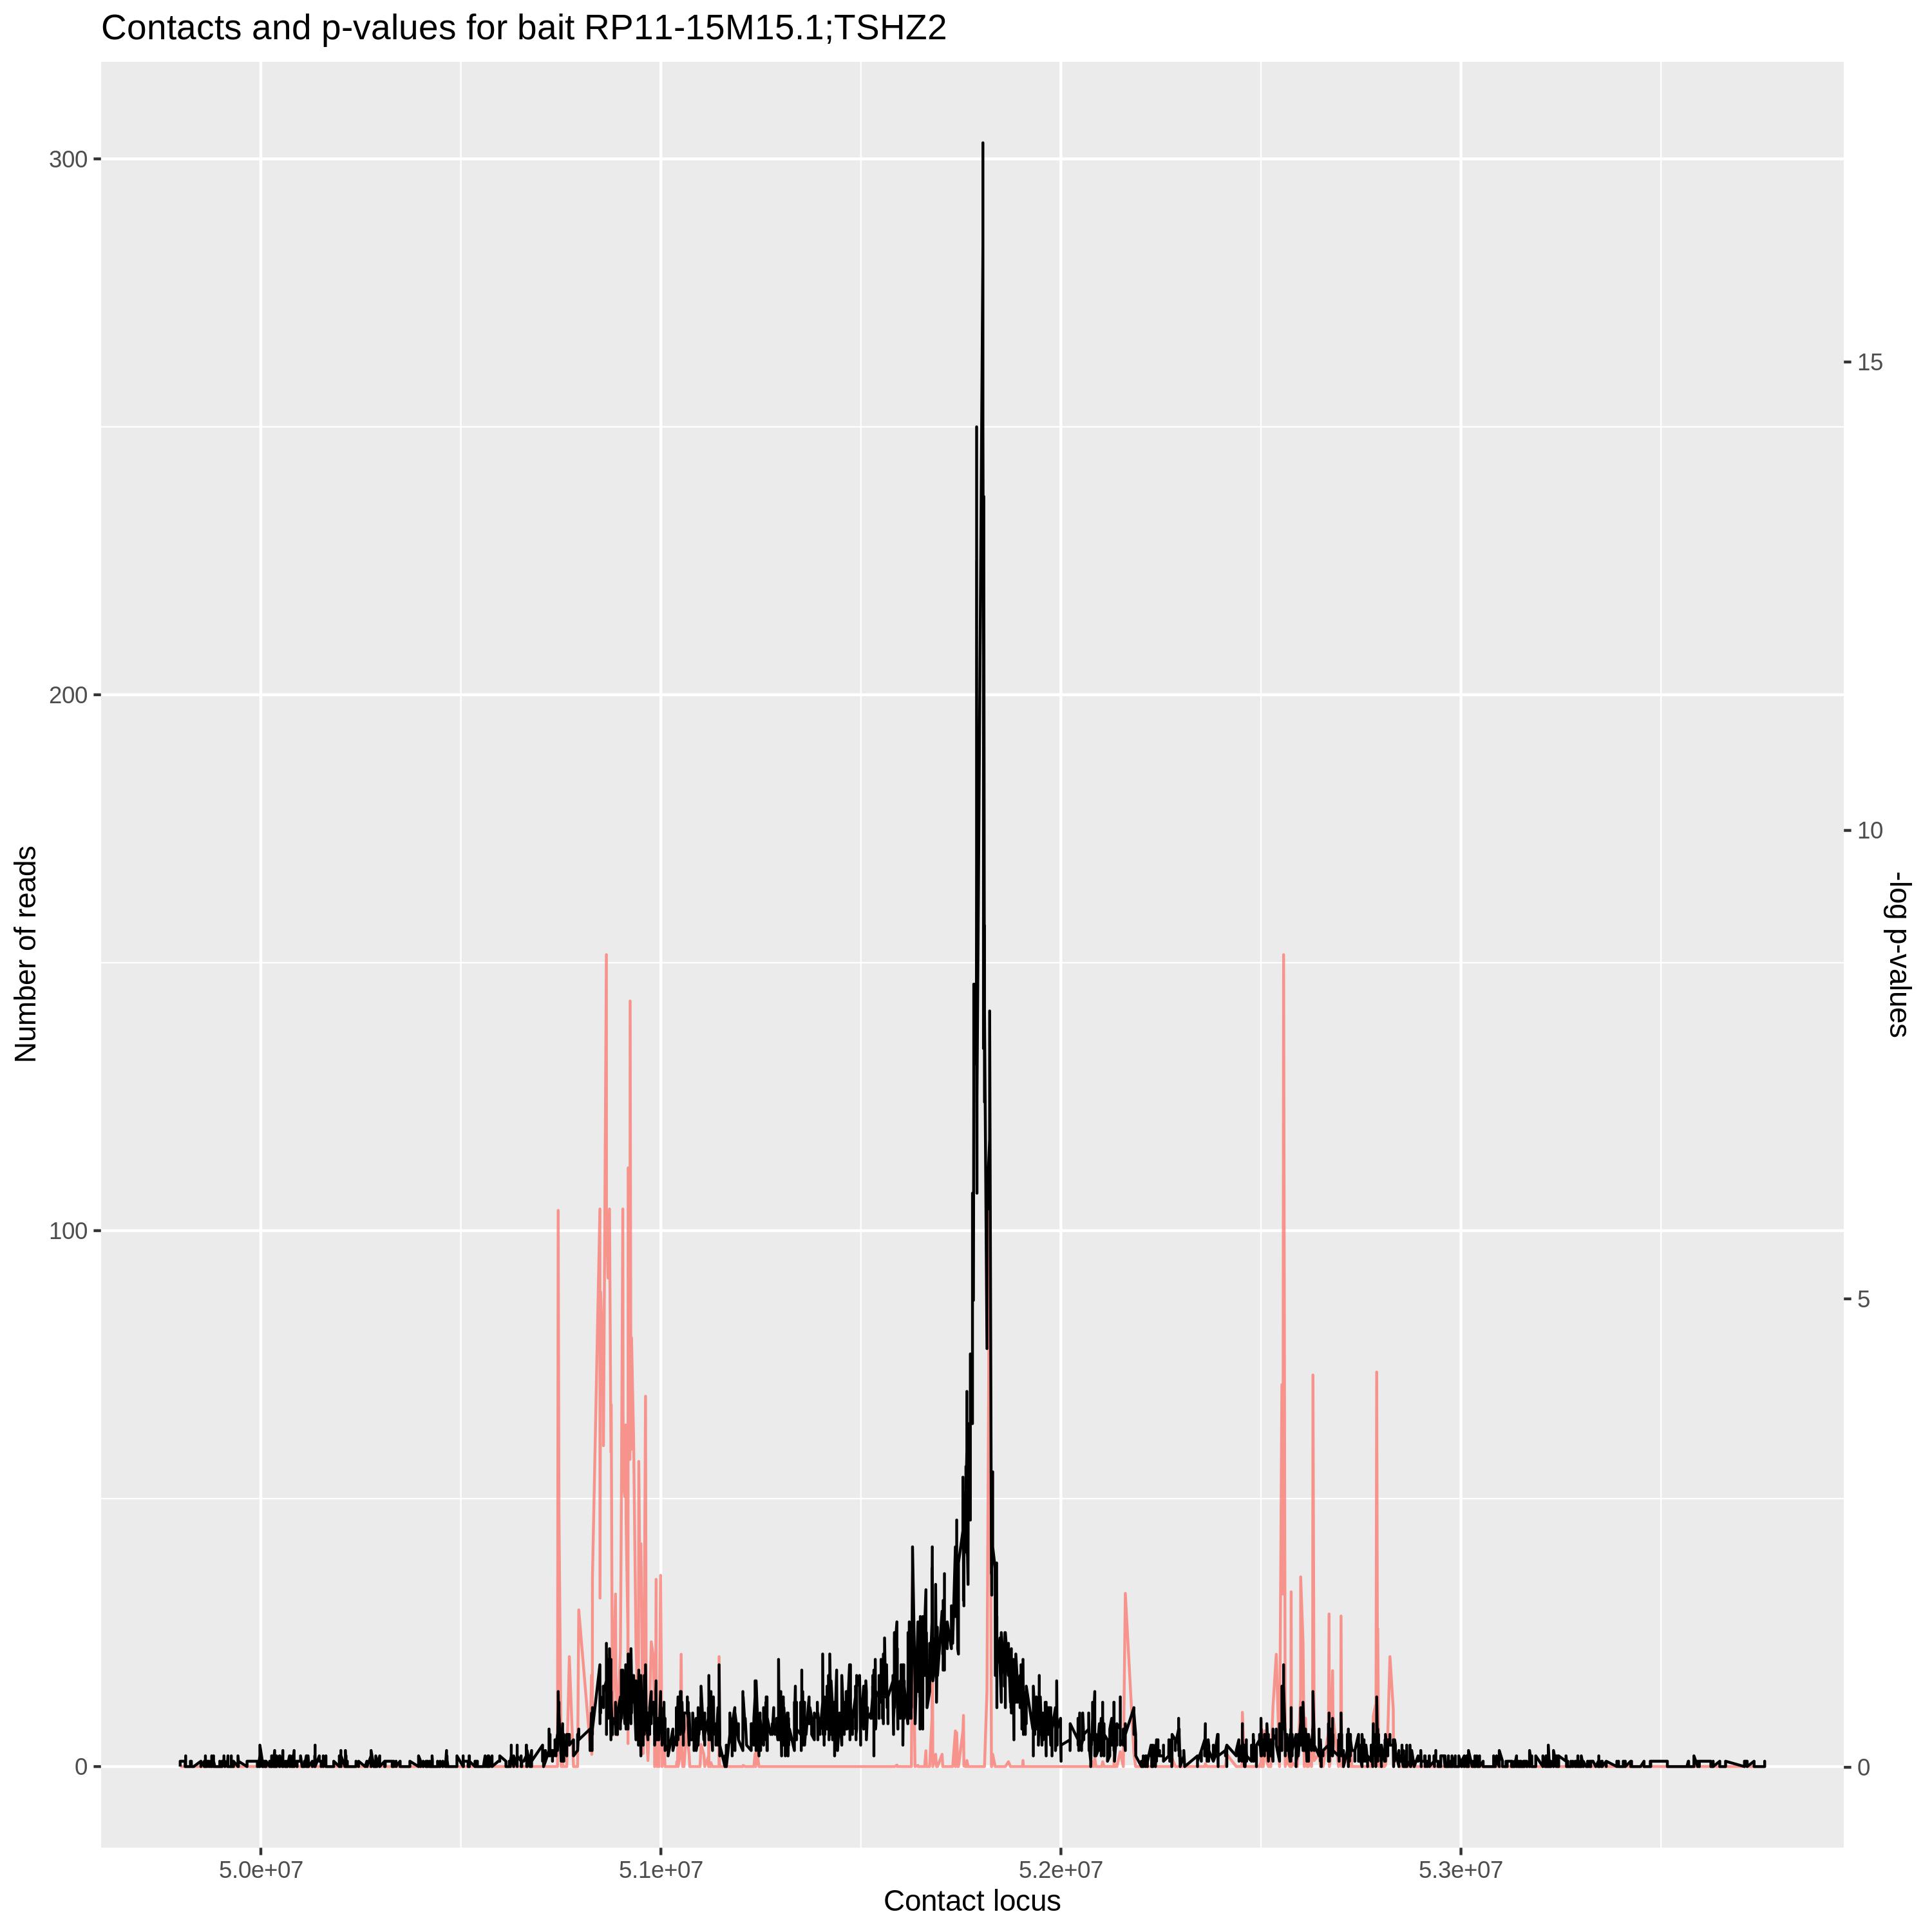 Contacts and p-values for bait RP11-15M15.1;TSHZ2
300
200
100
0
Number of reads
15
10
5
0
-log p-values
5.0e+07
5.1e+07
5.2e+07
5.3e+07
Contact locus